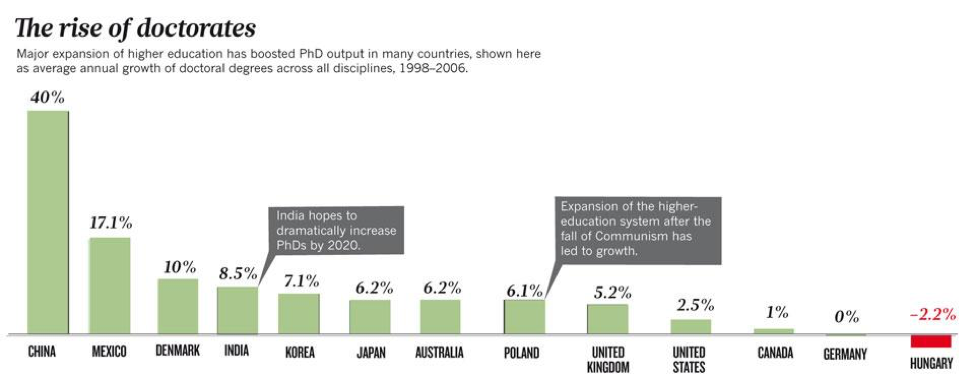 The rise of doctorates
Major expansion of higher education has boosted PhD output in many countries, shown here
as average annual growth of doctoral degrees across all disciplines, 1998–2006.
40%
17.1%
10%
8.5%
7.1%
6.2%
6.2%
6.1%
5.2%
2.5%
1%
0%
–2.2%
India hopes to
dramatically increase
PhDs by 2020.
Expansion of the higher-
education system after the
fall of Communism has
led to growth.
CHINA
MEXICO
DENMARK
INDIA
KOREA
JAPAN
AUSTRALIA
POLAND
UNITED
KINGDOM
UNITED
STATES
CANADA
GERMANY
HUNGARY